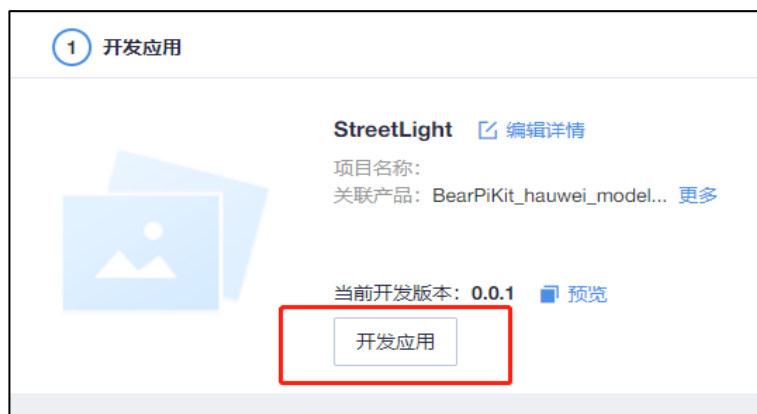 1 开发应用
StreetLight 编辑详情
项目名称：
关联产品：BearPiKit_hauwei_model... 更多
当前开发版本：0.0.1 预览
开发应用